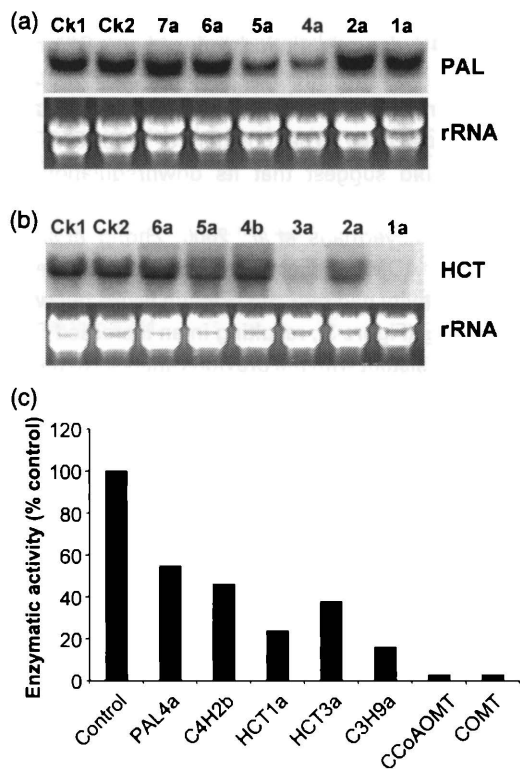 (a)
Ck1 Ck2 7a 6a 5a 4a 2a 1a
PAL
rRNA
(b)
Ck1 Ck2 6a 5a 4b 3a 2a 1a
HCT
rRNA
(c)
Enzymatic activity (% control)
120
100
80
60
40
20
0
Control
PAL4a
C4H2b
HCT1a
HCT3a
C3H9a
CCoAOMT
COMT